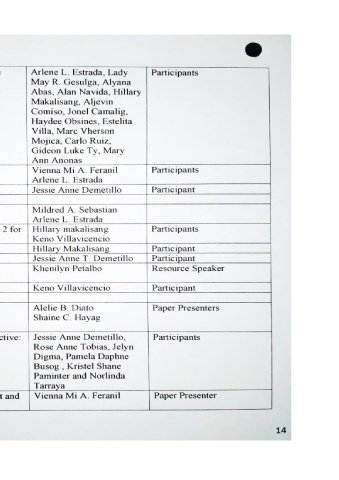 Arlene L. Estrada, Lady Participants
May R. Gesulga, Alyana
Abas, Alan Navida, Hillary
Makalisang, Aljevin
Comiso, Jonel Camalig,
Haydee Obsines, Estelita
Villa, Marc Vherson
Mojica, Carlo Ruiz,
Gideon Luke Ty, Mary
Ann Anonas
Vienna Mi A. Feranil Participants
Arlene L. Estrada
Jessie Anne Demetillo Participant
Mildred A. Sebastian
Arlene L. Estrada
2 for Hillary makalisang Participants
Keno Villavicencio
Hillary Makalisang Participant
Jessie Anne T. Demetillo Participant
Khenilyn Petalbo Resource Speaker
Keno Villavicencio Participant
Alelie B. Diato Paper Presenters
Shaine C. Hayag
ctive: Jessie Anne Demetillo, Participants
Rose Anne Tobias, Jelyn
Digma, Pamela Daphne
Busog , Kristel Shane
Paminter and Norlinda
Tarraya
t and Vienna Mi A. Feranil Paper Presenter
14